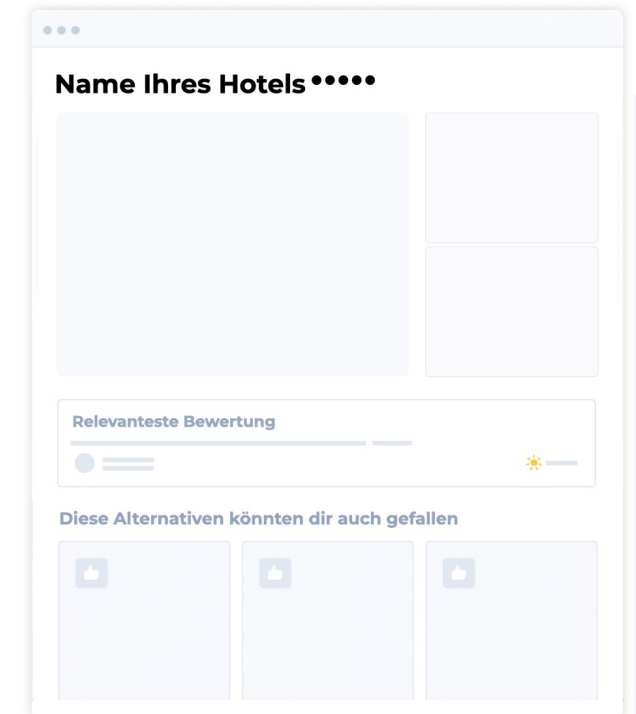 Name Ihres Hotels •••••
Relevanteste Bewertung
Diese Alternativen könnten dir auch gefallen